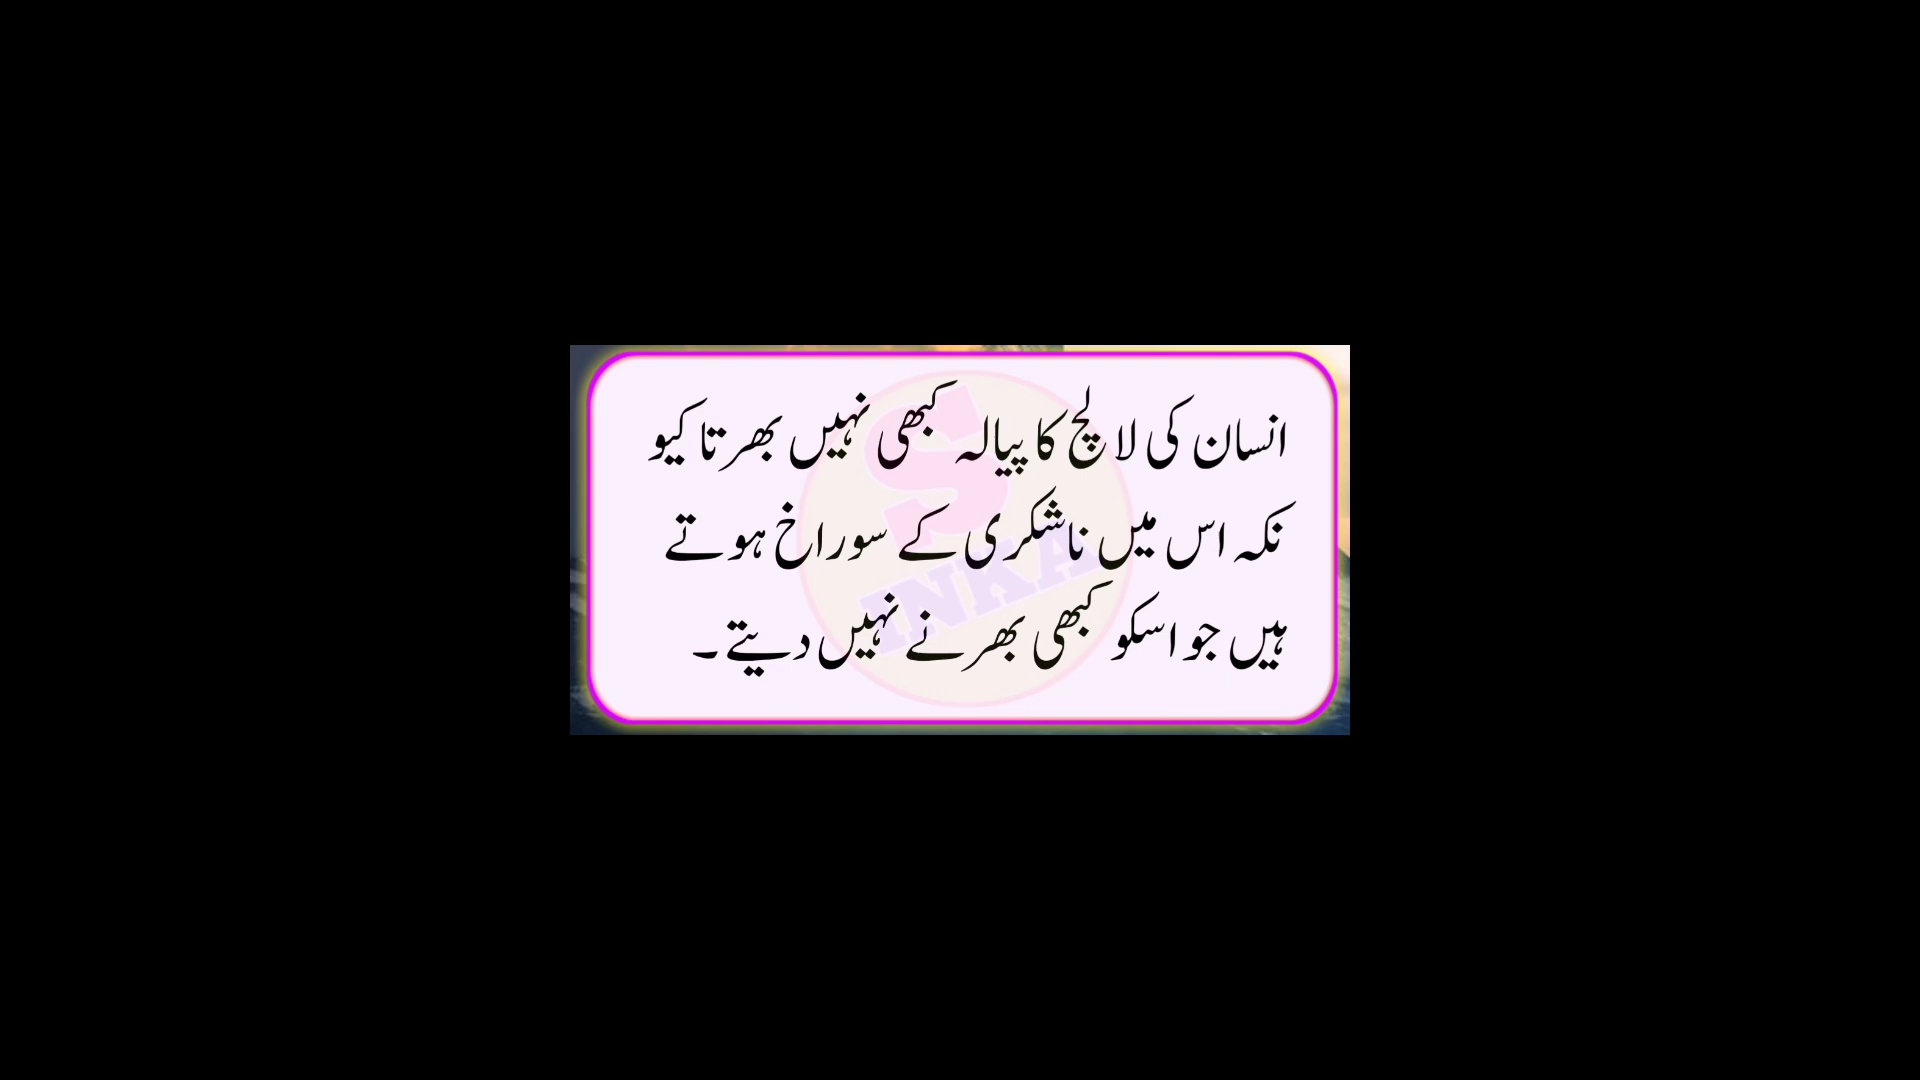 انسان کی لالچ کا پیالہ کبھی نہیں بھرتا کیو
نکہ اس میں ناشکری کے سوراخ ہوتے
ہیں جو اسکو کبھی بھرنے نہیں دیتے ۔
S
INKA